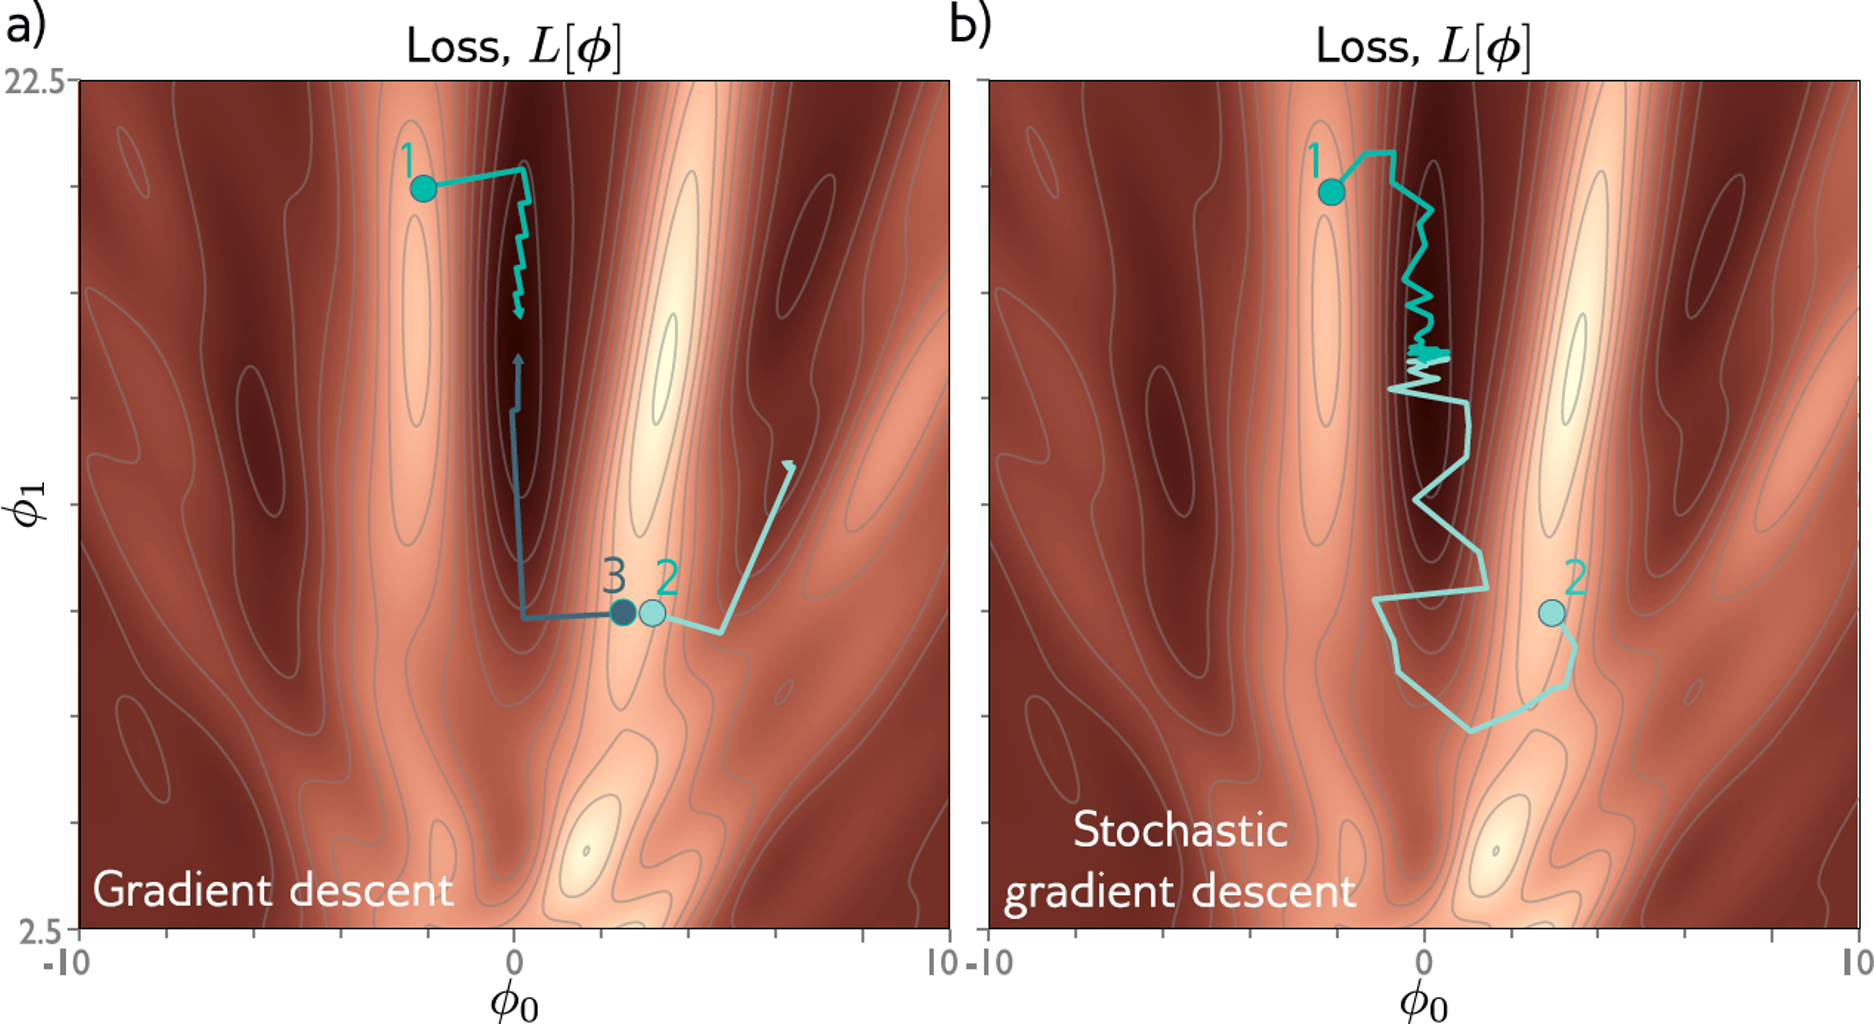 a)
Loss, L[ϕ]
22.5
1
3
2
ϕ₁
Gradient descent
2.5
-10
0
10
ϕ₀
b)
Loss, L[ϕ]
1
2
Stochastic
gradient descent
-10
0
10
ϕ₀